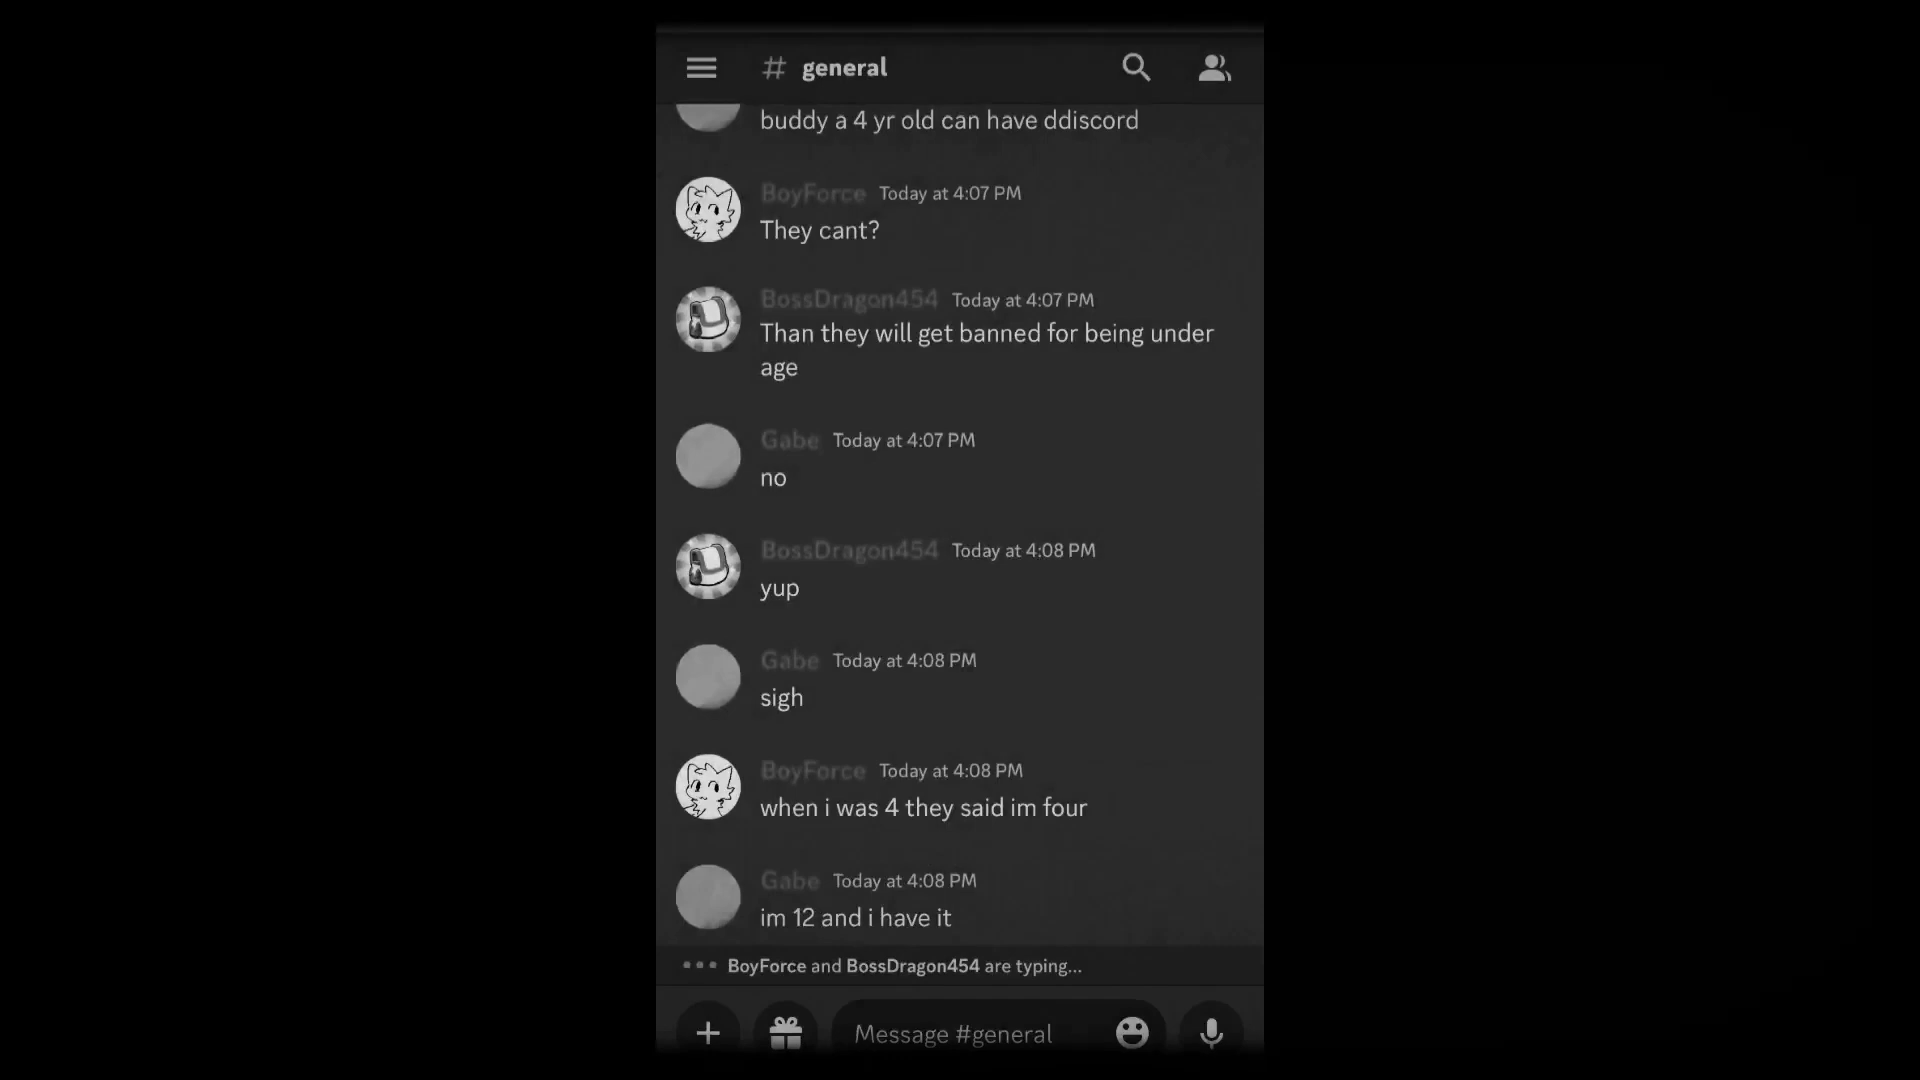 # general
buddy a 4 yr old can have ddiscord
BoyForce Today at 4:07 PM
They cant?
BossDragon454 Today at 4:07 PM
Than they will get banned for being under
age
Gabe Today at 4:07 PM
no
BossDragon454 Today at 4:08 PM
yup
Gabe Today at 4:08 PM
sigh
BoyForce Today at 4:08 PM
when i was 4 they said im four
Gabe Today at 4:08 PM
im 12 and i have it
BoyForce and BossDragon454 are typing...
Message #general